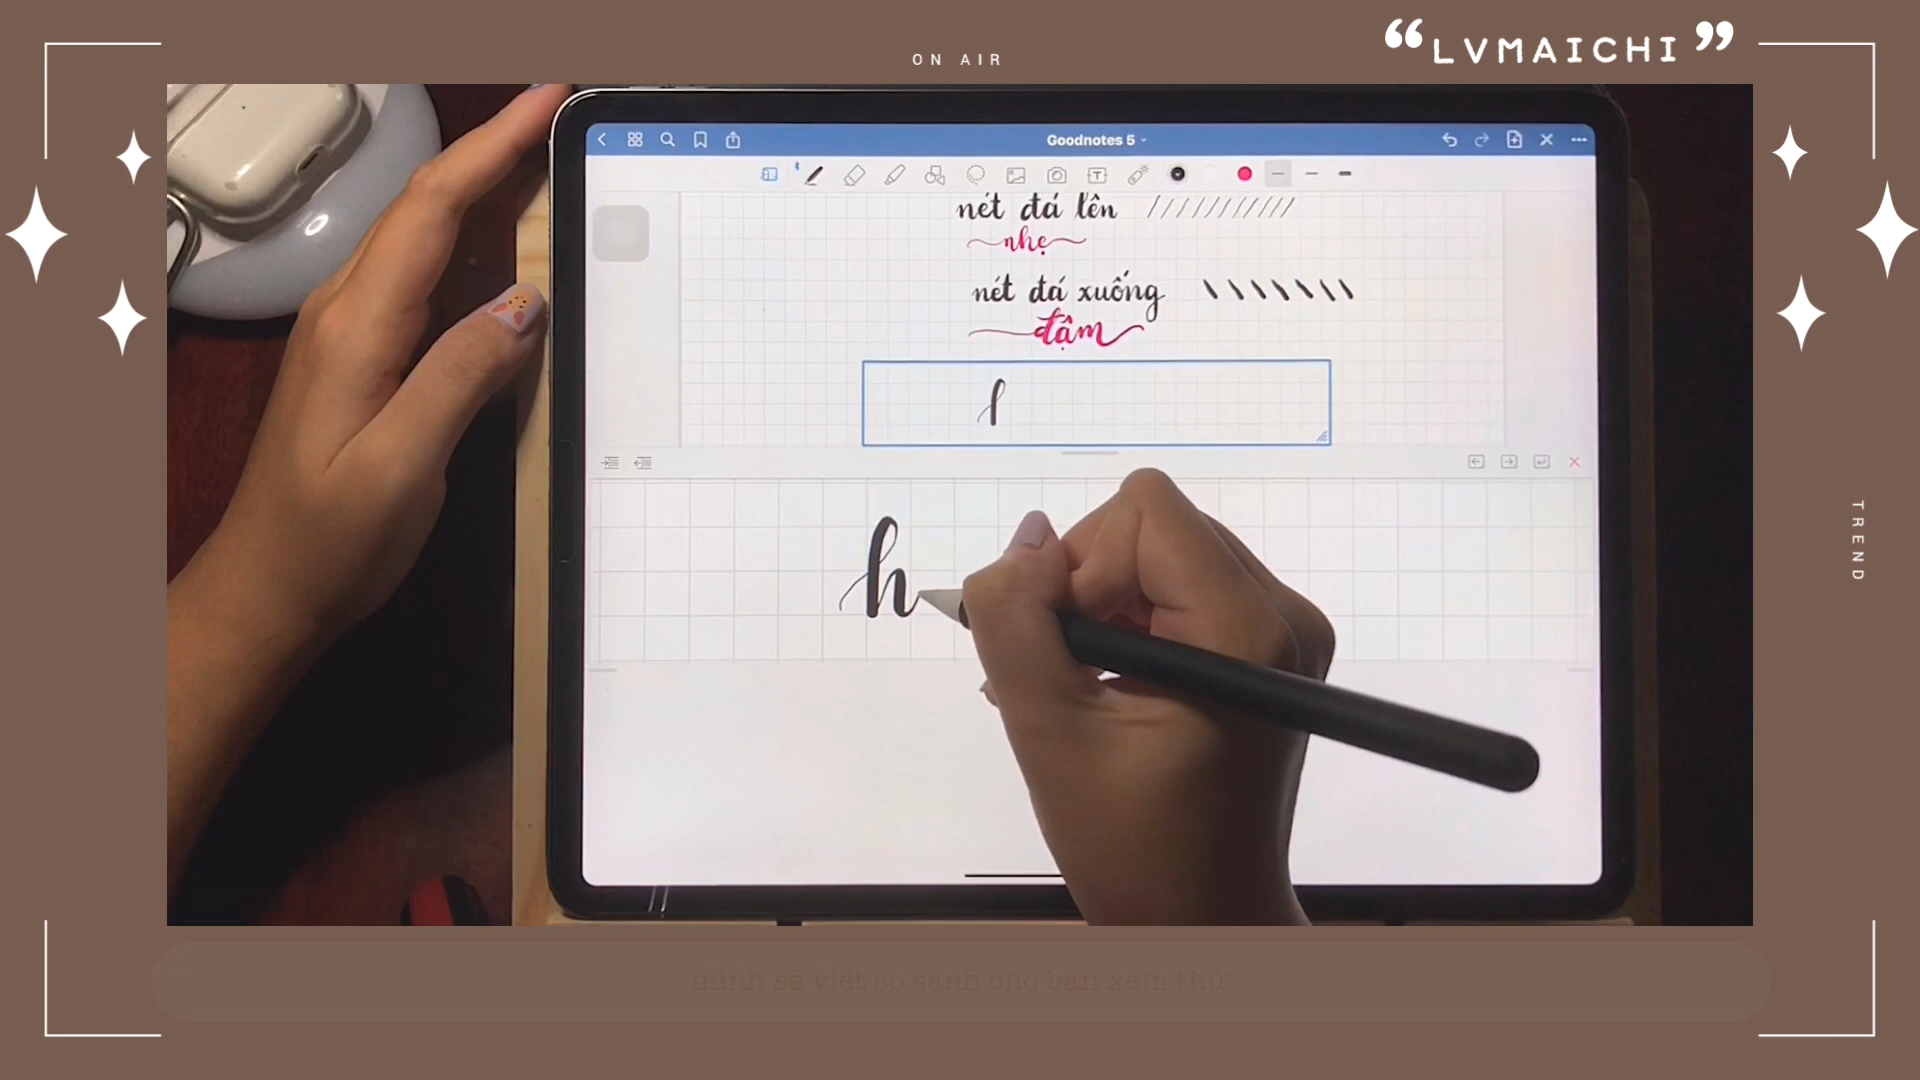 “LVMAICHI”
ON AIR
Goodnotes 5
nét đá lên
nhẹ
nét đá xuống
đậm
h
TREND
mình sẽ viết so sánh cho bạn xem thử